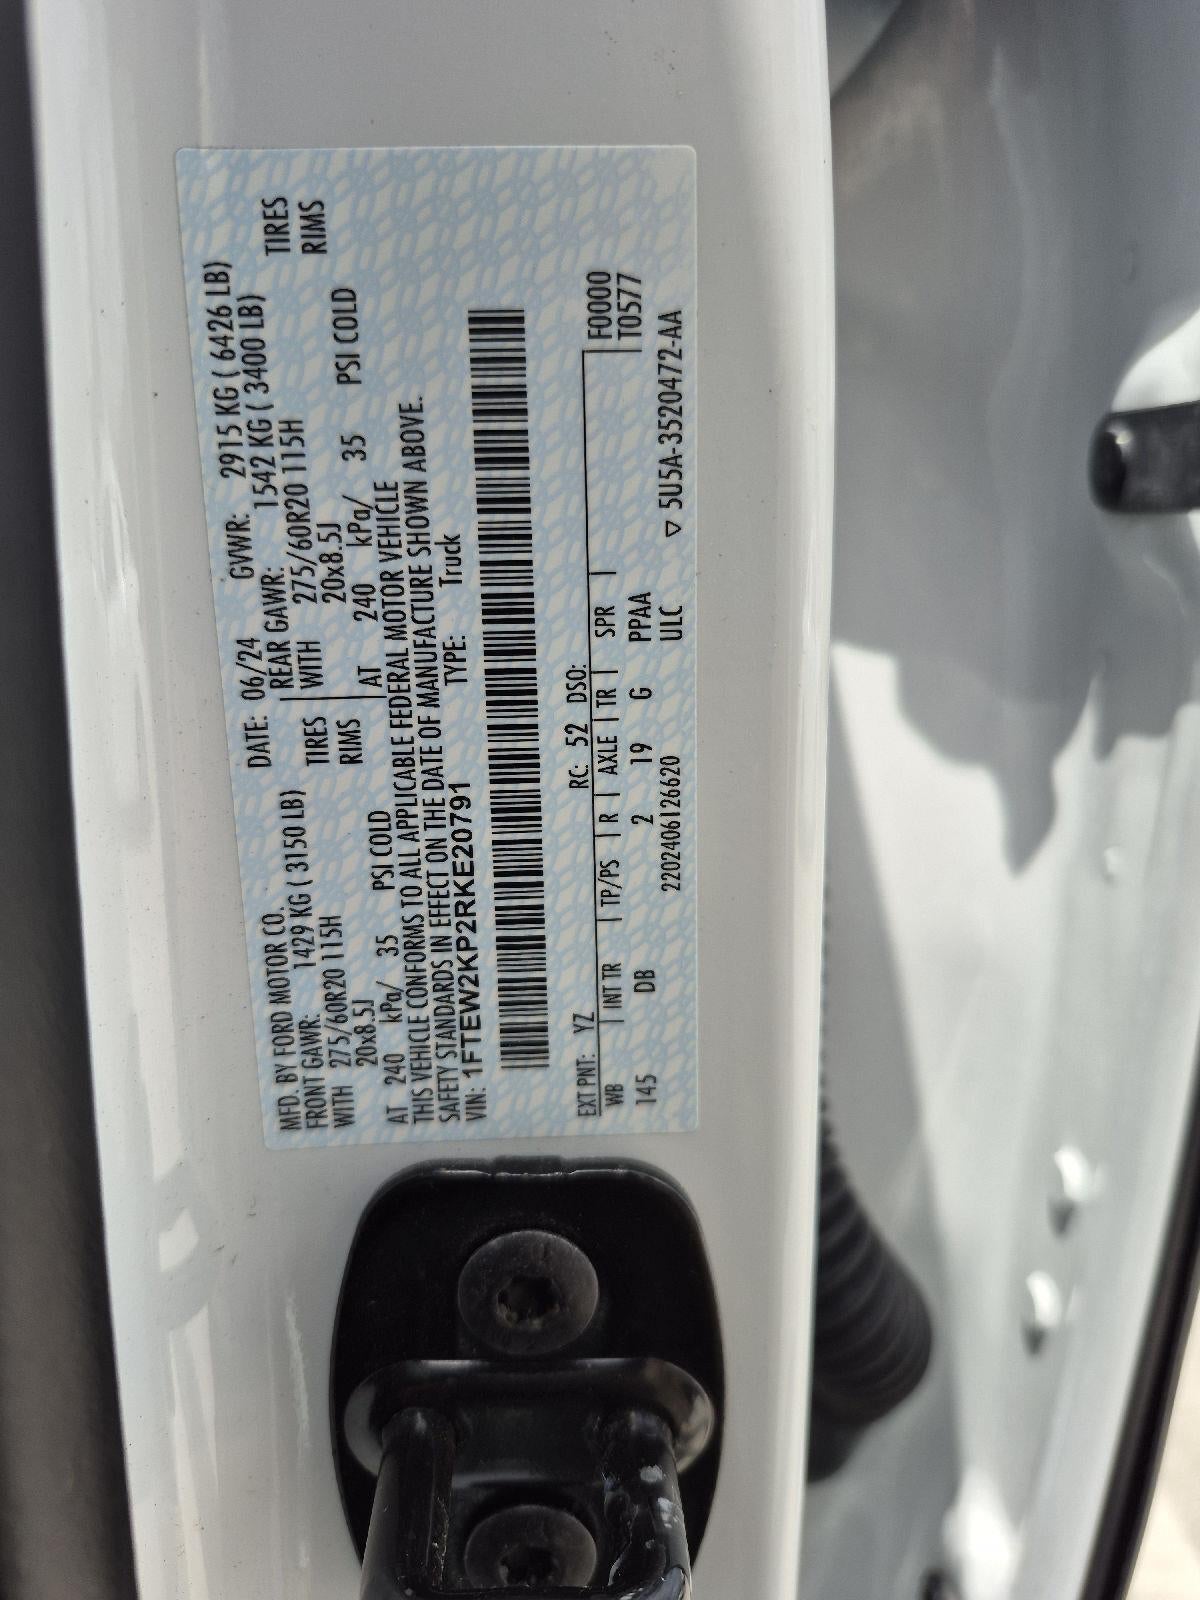 MFD. BY FORD MOTOR CO. DATE: 06/24 GVWR: 2915 KG ( 6426 LB)
FRONT GAWR: 1429 KG ( 3150 LB) REAR GAWR: 1542 KG ( 3400 LB)
WITH 275/60R20 115H TIRES WITH 275/60R20 115H TIRES
20x8.5J RIMS 20x8.5J RIMS
AT 240 kPa/ 35 PSI COLD AT 240 kPa/ 35 PSI COLD
THIS VEHICLE CONFORMS TO ALL APPLICABLE FEDERAL MOTOR VEHICLE
SAFETY STANDARDS IN EFFECT ON THE DATE OF MANUFACTURE SHOWN ABOVE.
VIN: 1FTEW2KP2RKE20791 TYPE: Truck
EXT PNT: YZ RC: 52 DSO: F0000
WB INT TR TP/PS R AXLE TR SPR T0577
145 DB 2 19 G PPAA
2202406126620 ULC ▽ 5U5A-3520472-AA